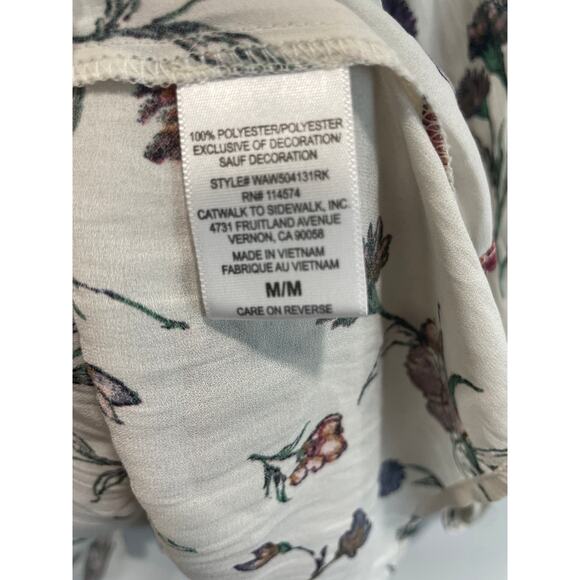 100% POLYESTER/POLYESTER
EXCLUSIVE OF DECORATION/
SAUF DECORATION
STYLE# WAW504131RK
RN# 114574
CATWALK TO SIDEWALK, INC.
4731 FRUITLAND AVENUE
VERNON, CA 90058
MADE IN VIETNAM
FABRIQUE AU VIETNAM
M/M
CARE ON REVERSE